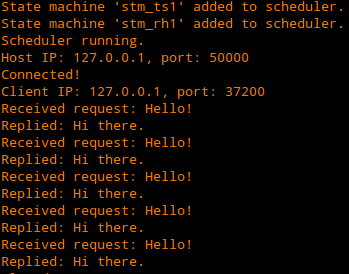 State machine 'stm_ts1' added to scheduler.
State machine 'stm_rh1' added to scheduler.
Scheduler running.
Host IP: 127.0.0.1, port: 50000
Connected!
Client IP: 127.0.0.1, port: 37200
Received request: Hello!
Replied: Hi there.
Received request: Hello!
Replied: Hi there.
Received request: Hello!
Replied: Hi there.
Received request: Hello!
Replied: Hi there.
Received request: Hello!
Replied: Hi there.